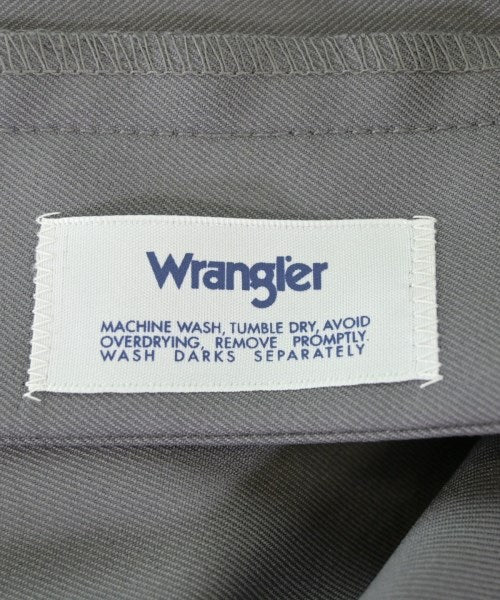 Wrangler
MACHINE WASH, TUMBLE DRY, AVOID
OVERDRYING, REMOVE PROMPTLY.
WASH DARKS SEPARATELY